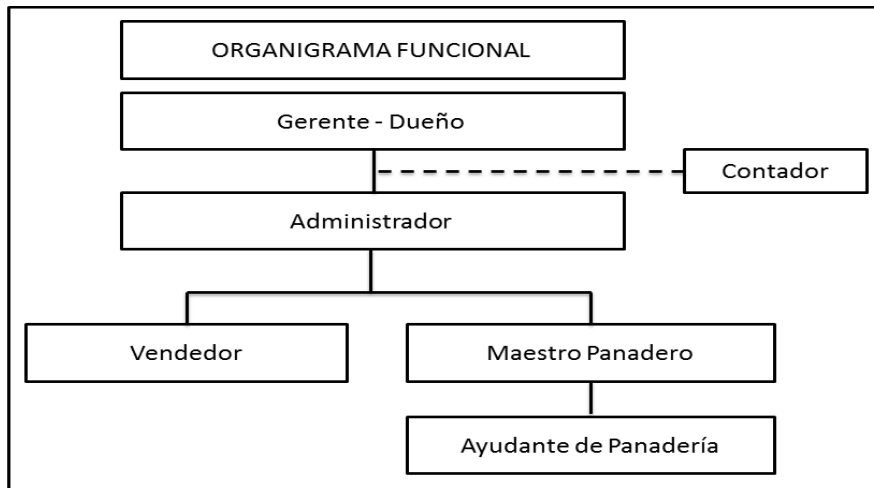 ORGANIGRAMA FUNCIONAL
Gerente - Dueño
Contador
Administrador
Vendedor
Maestro Panadero
Ayudante de Panadería